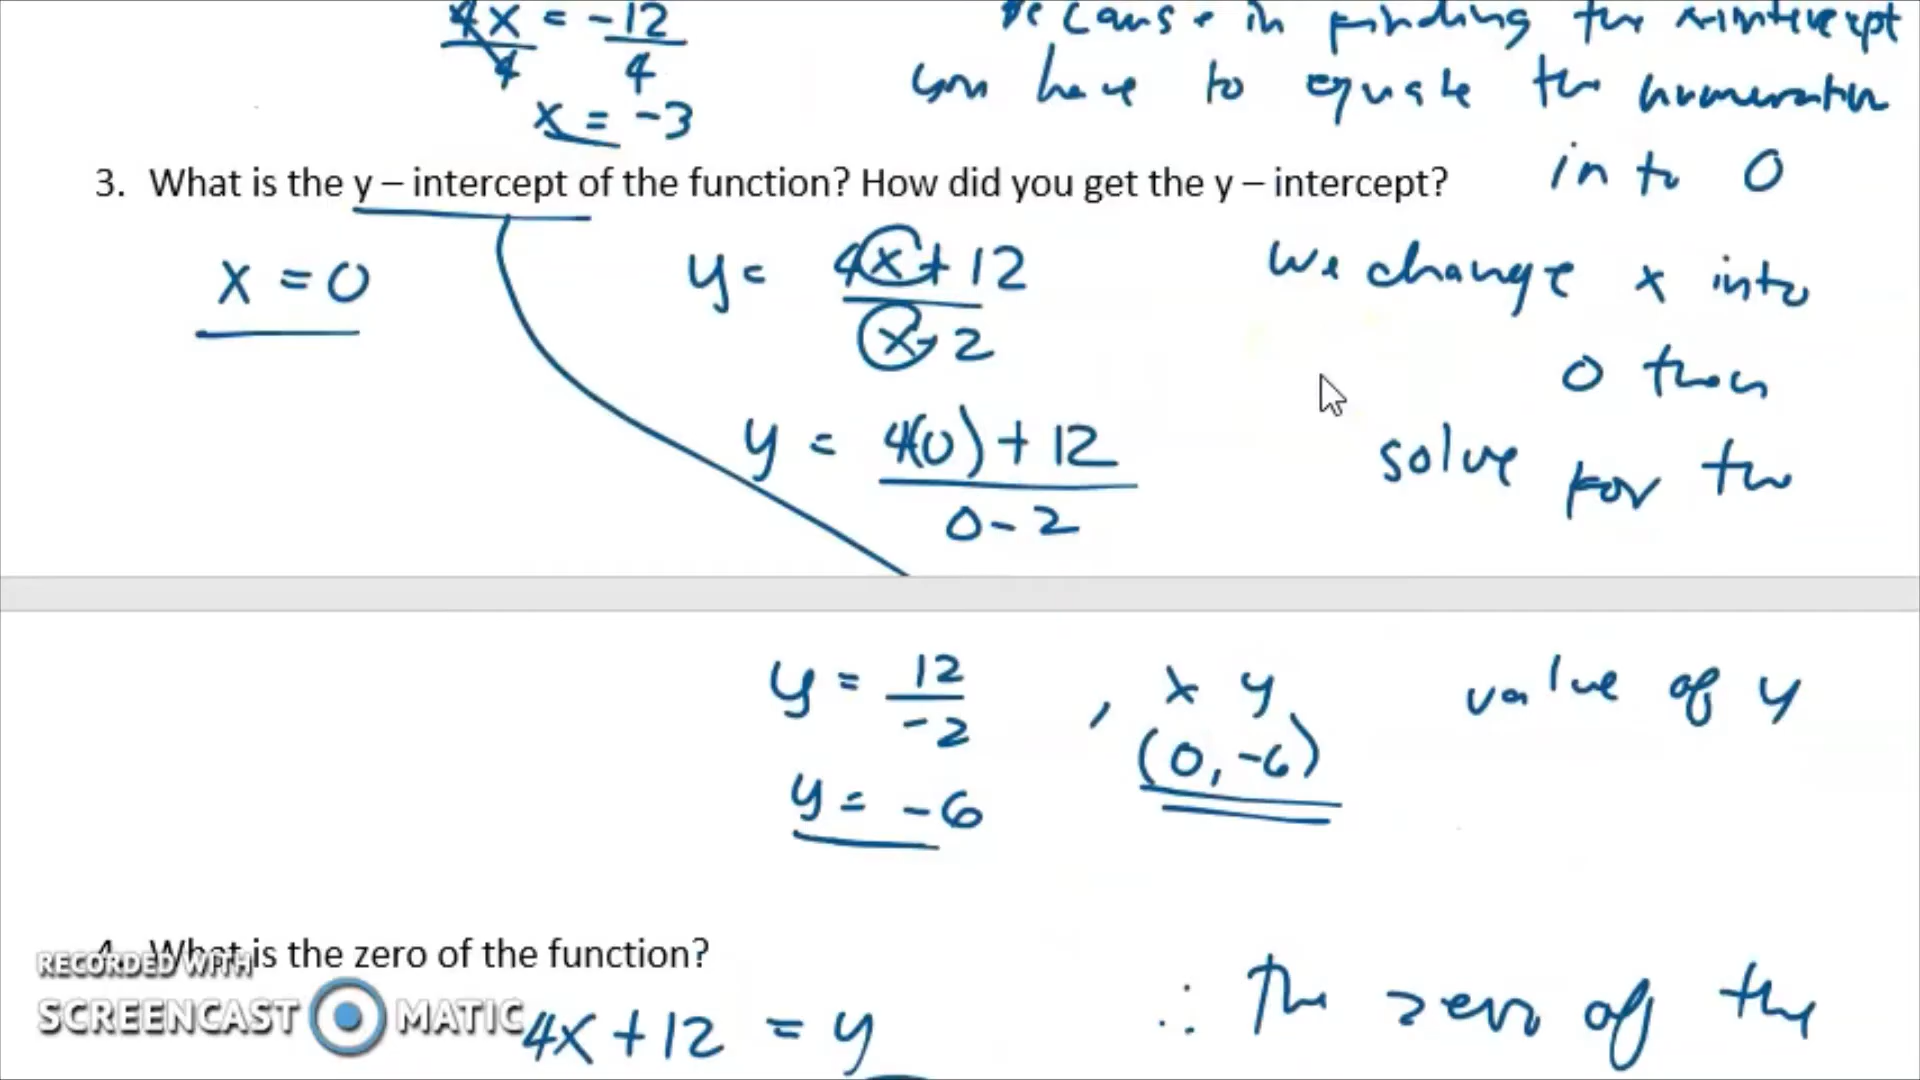 4x = -12
4 4
x = -3
because in finding the x-intercept
you have to equate the numerator
into 0
3. What is the y – intercept of the function? How did you get the y – intercept?
x = 0
y = 4x + 12
x - 2
y = 4(0) + 12
0 - 2
we change x into
0 then
solve for the
y = 12
-2
y = -6
, x y
(0, -6)
value of y
4. What is the zero of the function?
4x + 12 = y
∴ The zero of the
RECORDED WITH
SCREENCAST MATIC